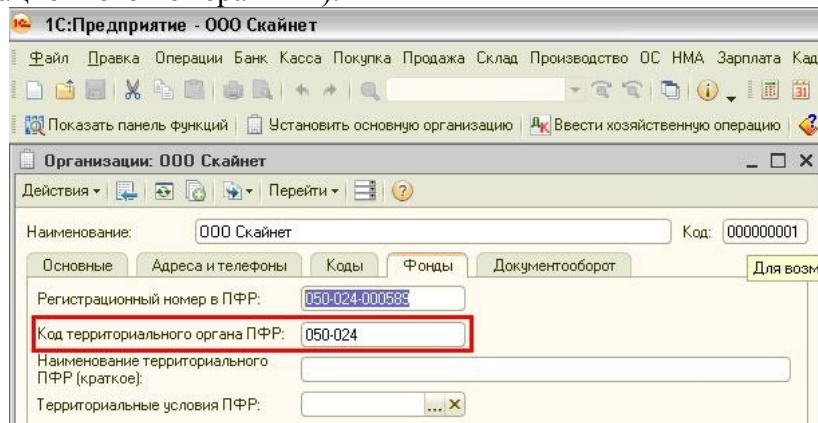 1С:Предприятие - ООО Скайнет
Файл Правка Операции Банк Касса Покупка Продажа Склад Производство ОС НМА Зарплата Кад
Показать панель функций Установить основную организацию Ввести хозяйственную операцию
Организации: ООО Скайнет
Действия Перейти
Наименование: ООО Скайнет Код: 000000001
Основные Адреса и телефоны Коды Фонды Документооборот
Для возм
Регистрационный номер в ПФР: 050-024-000589
Код территориального органа ПФР: 050-024
Наименование территориального
ПФР (краткое):
Территориальные условия ПФР: ...